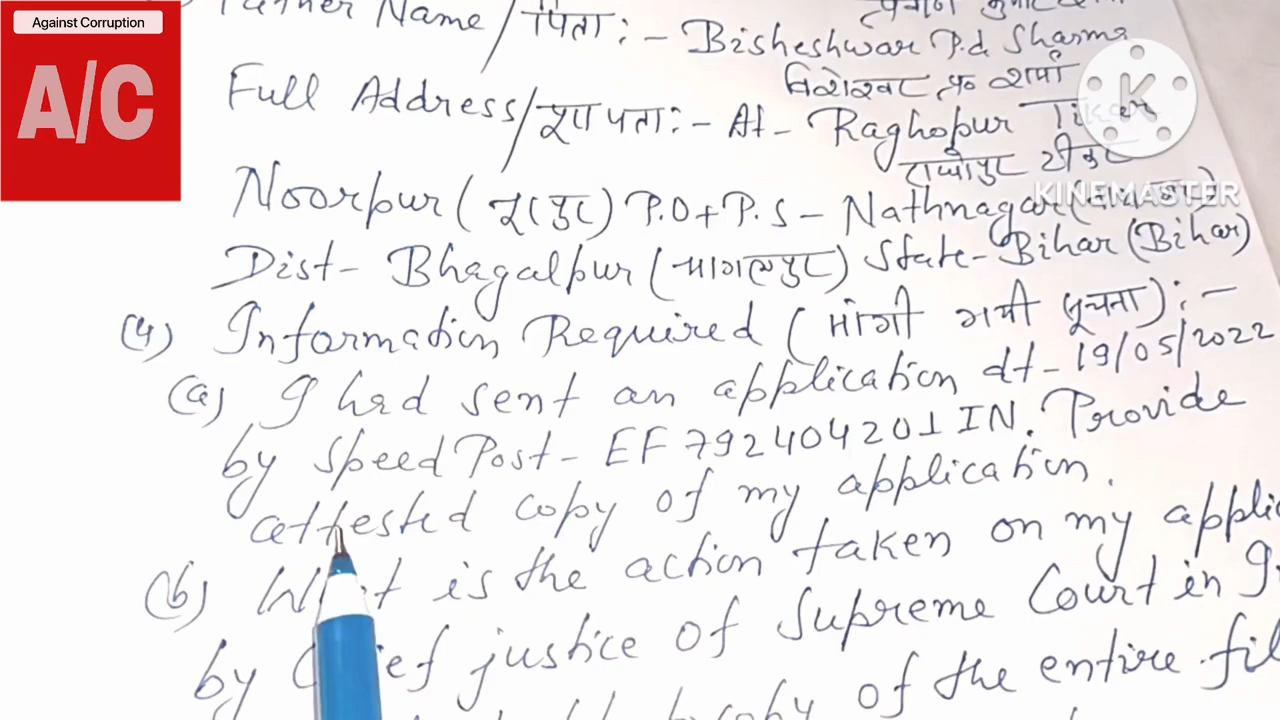 Against Corruption
A/C
Father Name / पिता :-
Bisheshwar P.d Sharma
Full Address / पूरा पता :- At- Raghopur Tikar
Noorpur (नूरपुर) P.O + P.S - Nathnagar (नाथनगर)
Dist- Bhagalpur (भागलपुर) State- Bihar (Bihar)
(4) Information Required (मांगी गयी सूचना) :-
(a) I had sent an application dt- 19/05/2022
by Speed Post- EF 792404201 IN. Provide
attested copy of my application.
(b) What is the action taken on my
by Chief justice of Supreme Court in
copy of the entire
K
KINEMASTER